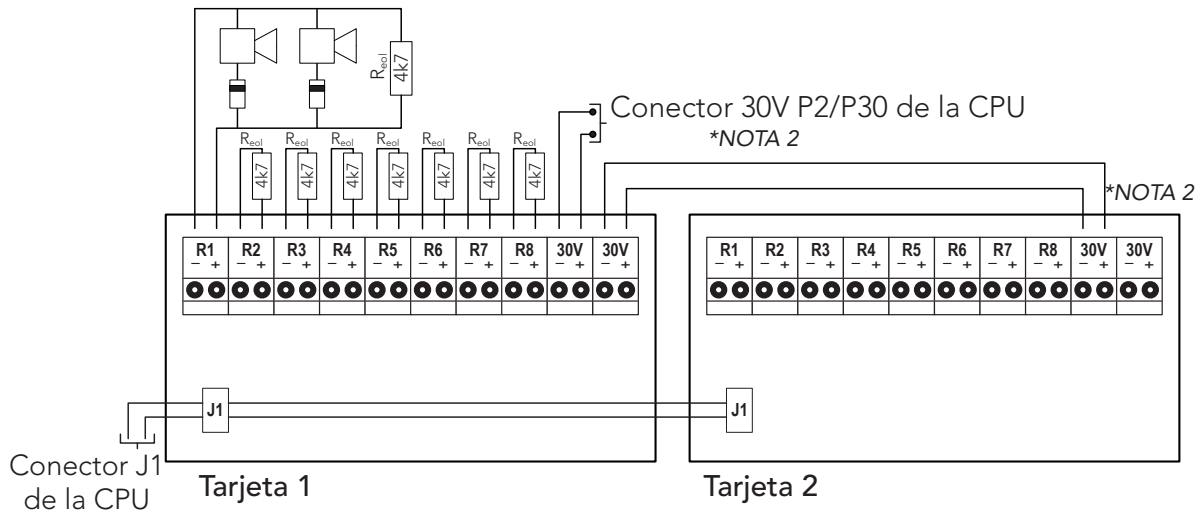 Reol
4k7
Conector 30V P2/P30 de la CPU
*NOTA 2
Reol Reol Reol Reol Reol Reol Reol
4k7 4k7 4k7 4k7 4k7 4k7 4k7
*NOTA 2
R1 R2 R3 R4 R5 R6 R7 R8 30V 30V
− + − + − + − + − + − + − + − + − + − +
R1 R2 R3 R4 R5 R6 R7 R8 30V 30V
− + − + − + − + − + − + − + − + − + − +
J1
J1
Conector J1
de la CPU
Tarjeta 1
Tarjeta 2